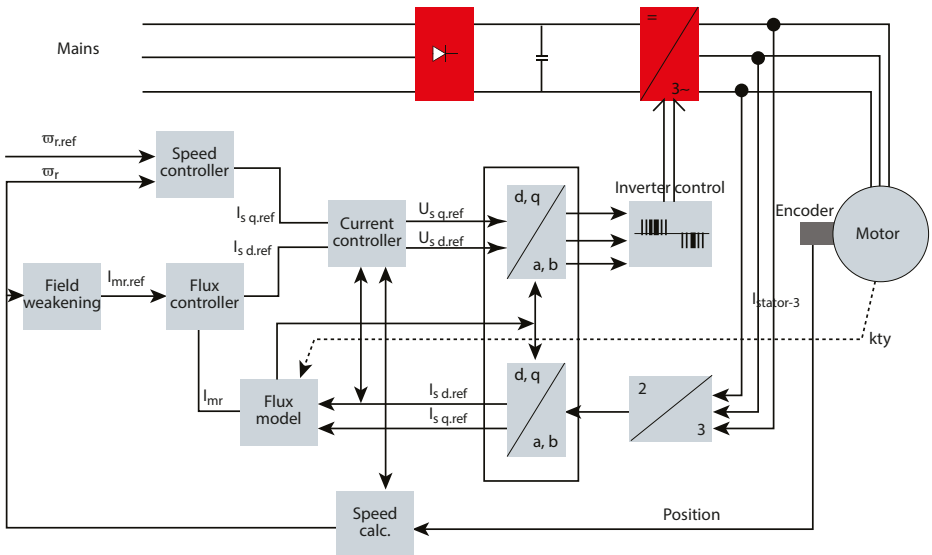 =
Mains
3~
ϖr.ref
Speed
controller
d, q
Inverter control
ϖr
Is q.ref
Current
controller
Us q.ref
Encoder
Is d.ref
Us d.ref
Motor
a, b
Field
weakening
Imr.ref
Flux
controller
Istator-3
kty
Imr
Flux
model
Is d.ref
d, q
2
Is q.ref
3
a, b
Speed
calc.
Position